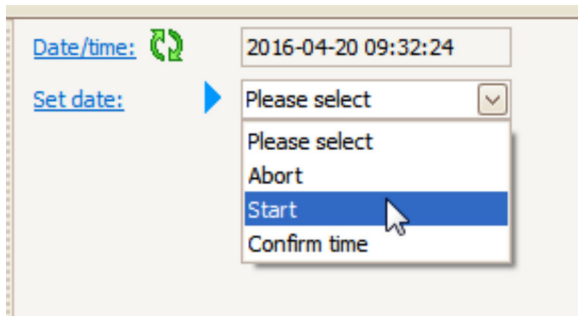 Date/time: 2016-04-20 09:32:24
Set date: Please select
Please select
Abort
Start
Confirm time